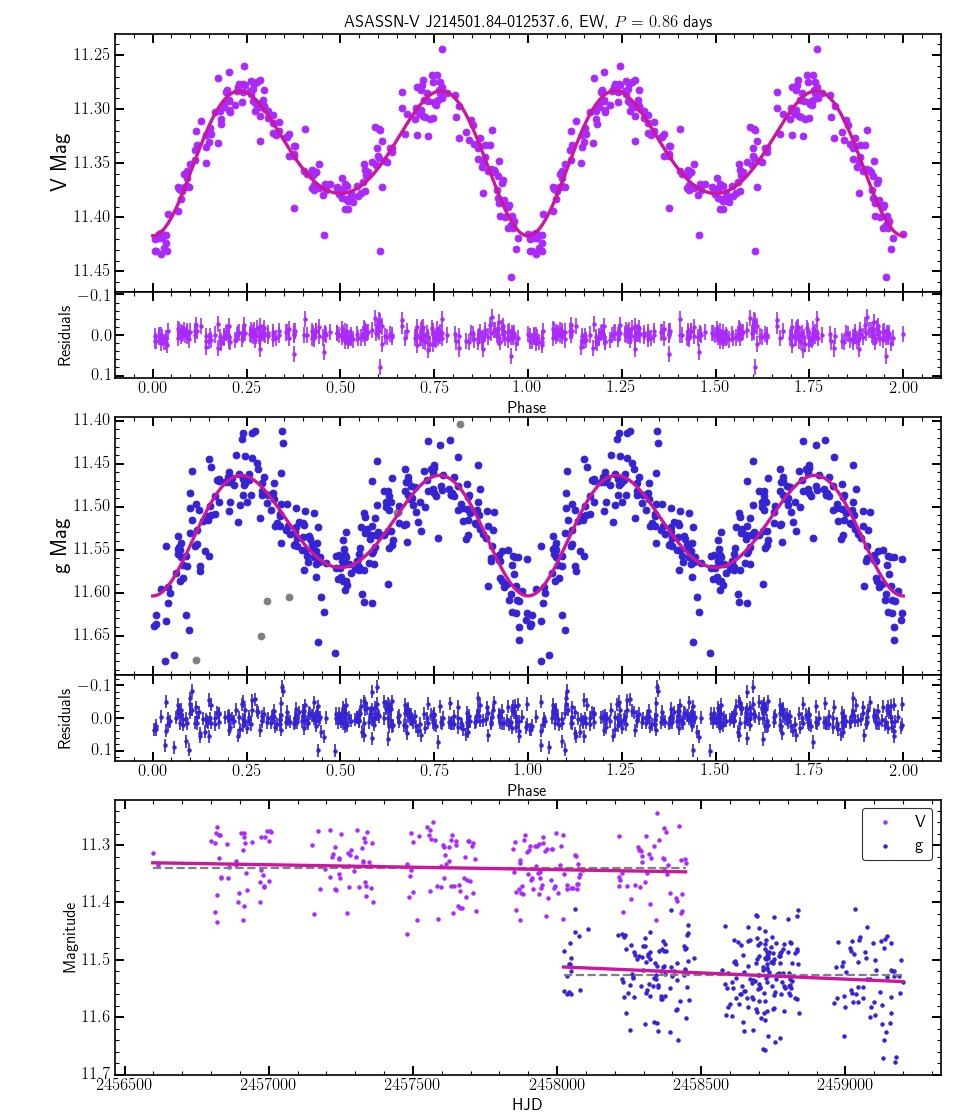 ASASSN-V J214501.84-012537.6, EW, P = 0.86 days
V Mag
11.25
11.30
11.35
11.40
11.45
Residuals
−0.1
0.0
0.1
0.00 0.25 0.50 0.75 1.00 1.25 1.50 1.75 2.00
Phase
g Mag
11.40
11.45
11.50
11.55
11.60
11.65
Residuals
−0.1
0.0
0.1
0.00 0.25 0.50 0.75 1.00 1.25 1.50 1.75 2.00
Phase
V
g
Magnitude
11.3
11.4
11.5
11.6
11.7
2456500 2457000 2457500 2458000 2458500 2459000
HJD